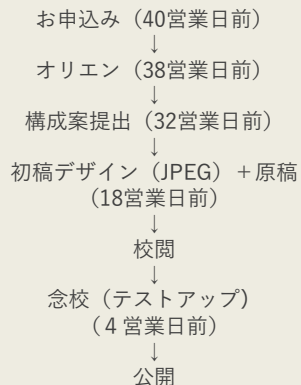 お申込み（40営業日前）
↓
オリエン（38営業日前）
↓
構成案提出（32営業日前）
↓
初稿デザイン（JPEG）＋原稿
（18営業日前）
↓
校閲
↓
念校（テストアップ)
（４営業日前）
↓
公開